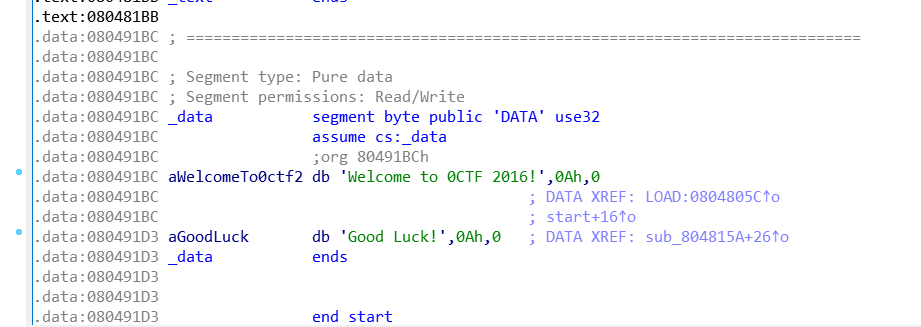 .text:080481BB _text ends
.text:080481BB
.data:080491BC ; ===========================================================================
.data:080491BC
.data:080491BC ; Segment type: Pure data
.data:080491BC ; Segment permissions: Read/Write
.data:080491BC _data segment byte public 'DATA' use32
.data:080491BC assume cs:_data
.data:080491BC ;org 80491BCh
.data:080491BC aWelcomeTo0ctf2 db 'Welcome to 0CTF 2016!',0Ah,0
.data:080491BC ; DATA XREF: LOAD:0804805C↑o
.data:080491BC ; start+16↑o
.data:080491D3 aGoodLuck db 'Good Luck!',0Ah,0 ; DATA XREF: sub_804815A+26↑o
.data:080491D3 _data ends
.data:080491D3
.data:080491D3
.data:080491D3 end start